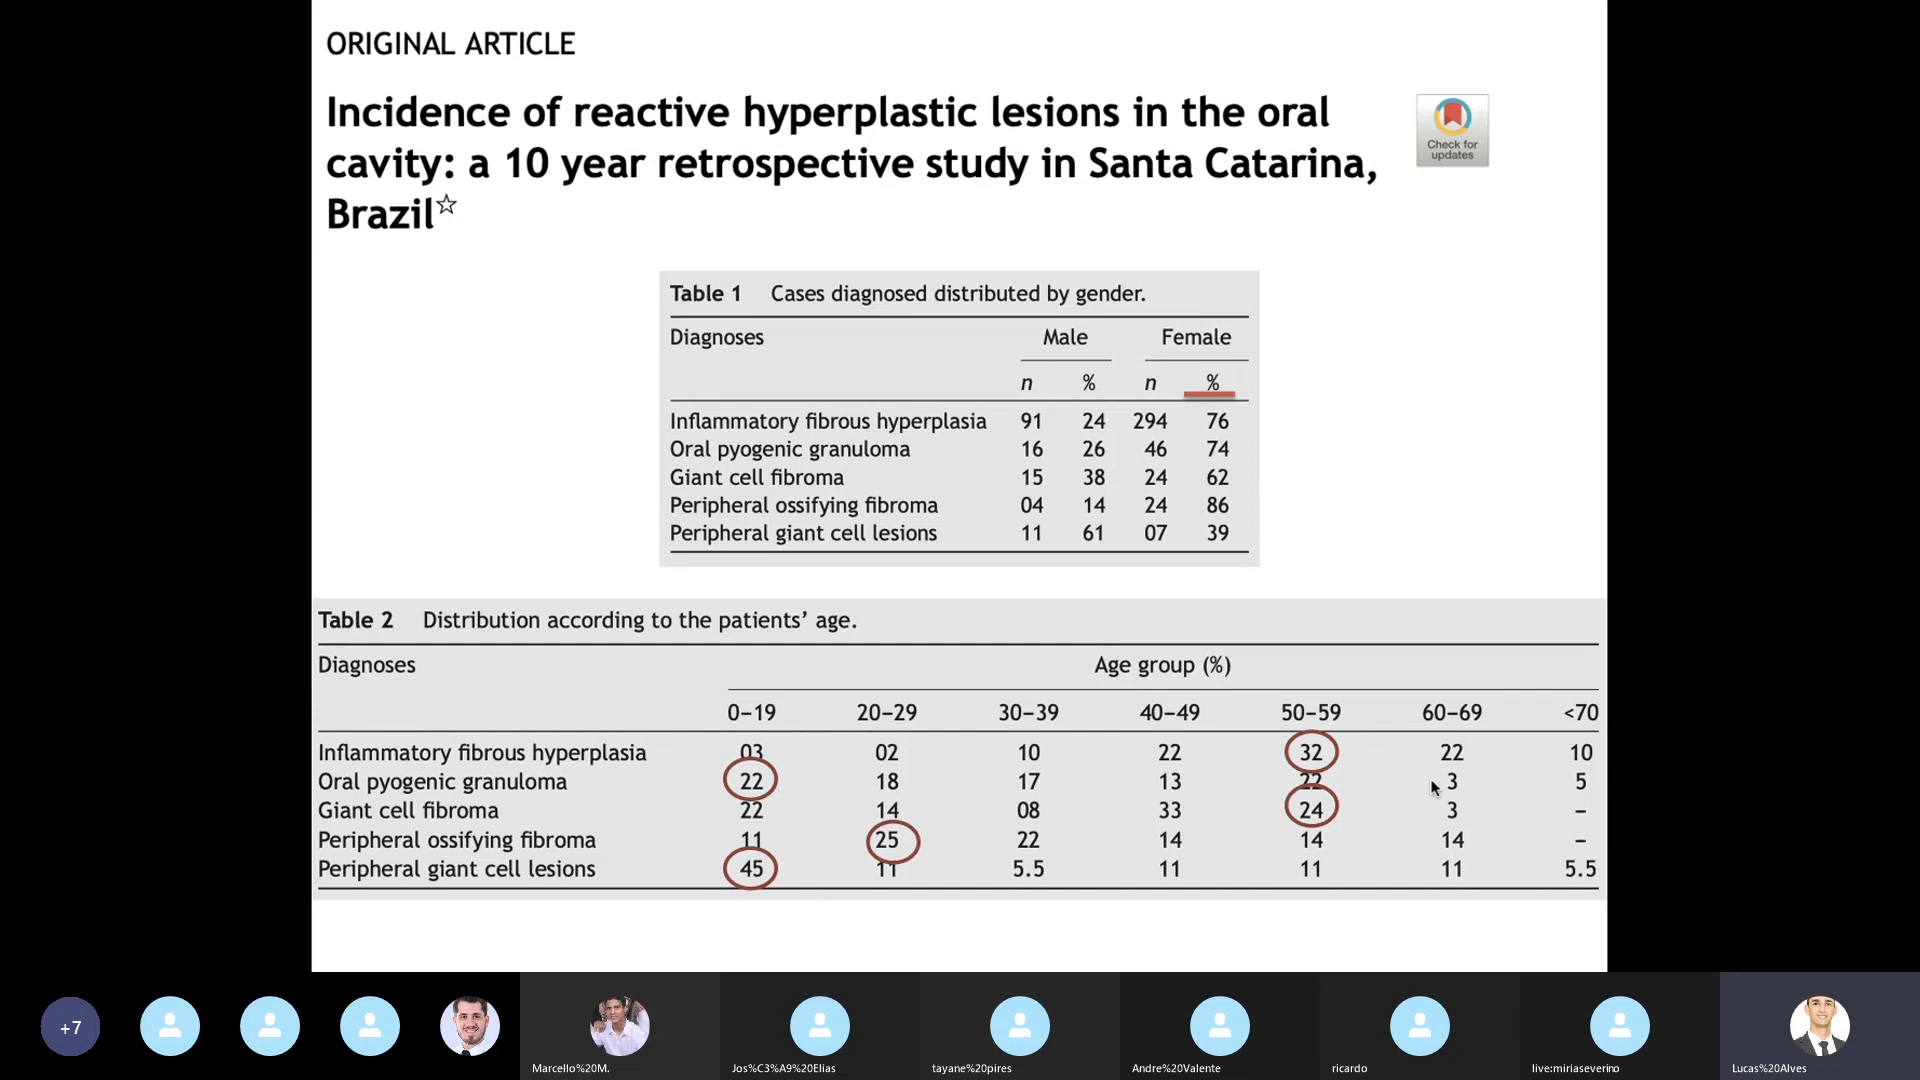 ORIGINAL ARTICLE
Incidence of reactive hyperplastic lesions in the oral
cavity: a 10 year retrospective study in Santa Catarina,
Brazil☆
Check for
updates
Table 1 Cases diagnosed distributed by gender.
Diagnoses Male Female
n % n %
Inflammatory fibrous hyperplasia 91 24 294 76
Oral pyogenic granuloma 16 26 46 74
Giant cell fibroma 15 38 24 62
Peripheral ossifying fibroma 04 14 24 86
Peripheral giant cell lesions 11 61 07 39
Table 2 Distribution according to the patients’ age.
Diagnoses Age group (%)
0–19 20–29 30–39 40–49 50–59 60–69 <70
Inflammatory fibrous hyperplasia 03 02 10 22 32 22 10
Oral pyogenic granuloma 22 18 17 13 22 3 5
Giant cell fibroma 22 14 08 33 24 3 –
Peripheral ossifying fibroma 11 25 22 14 14 14 –
Peripheral giant cell lesions 45 11 5.5 11 11 11 5.5
+7
Marcello%20M. Jos%C3%A9%20Elias tayane%20pires Andre%20Valente ricardo live:miriaseverino Lucas%20Alves